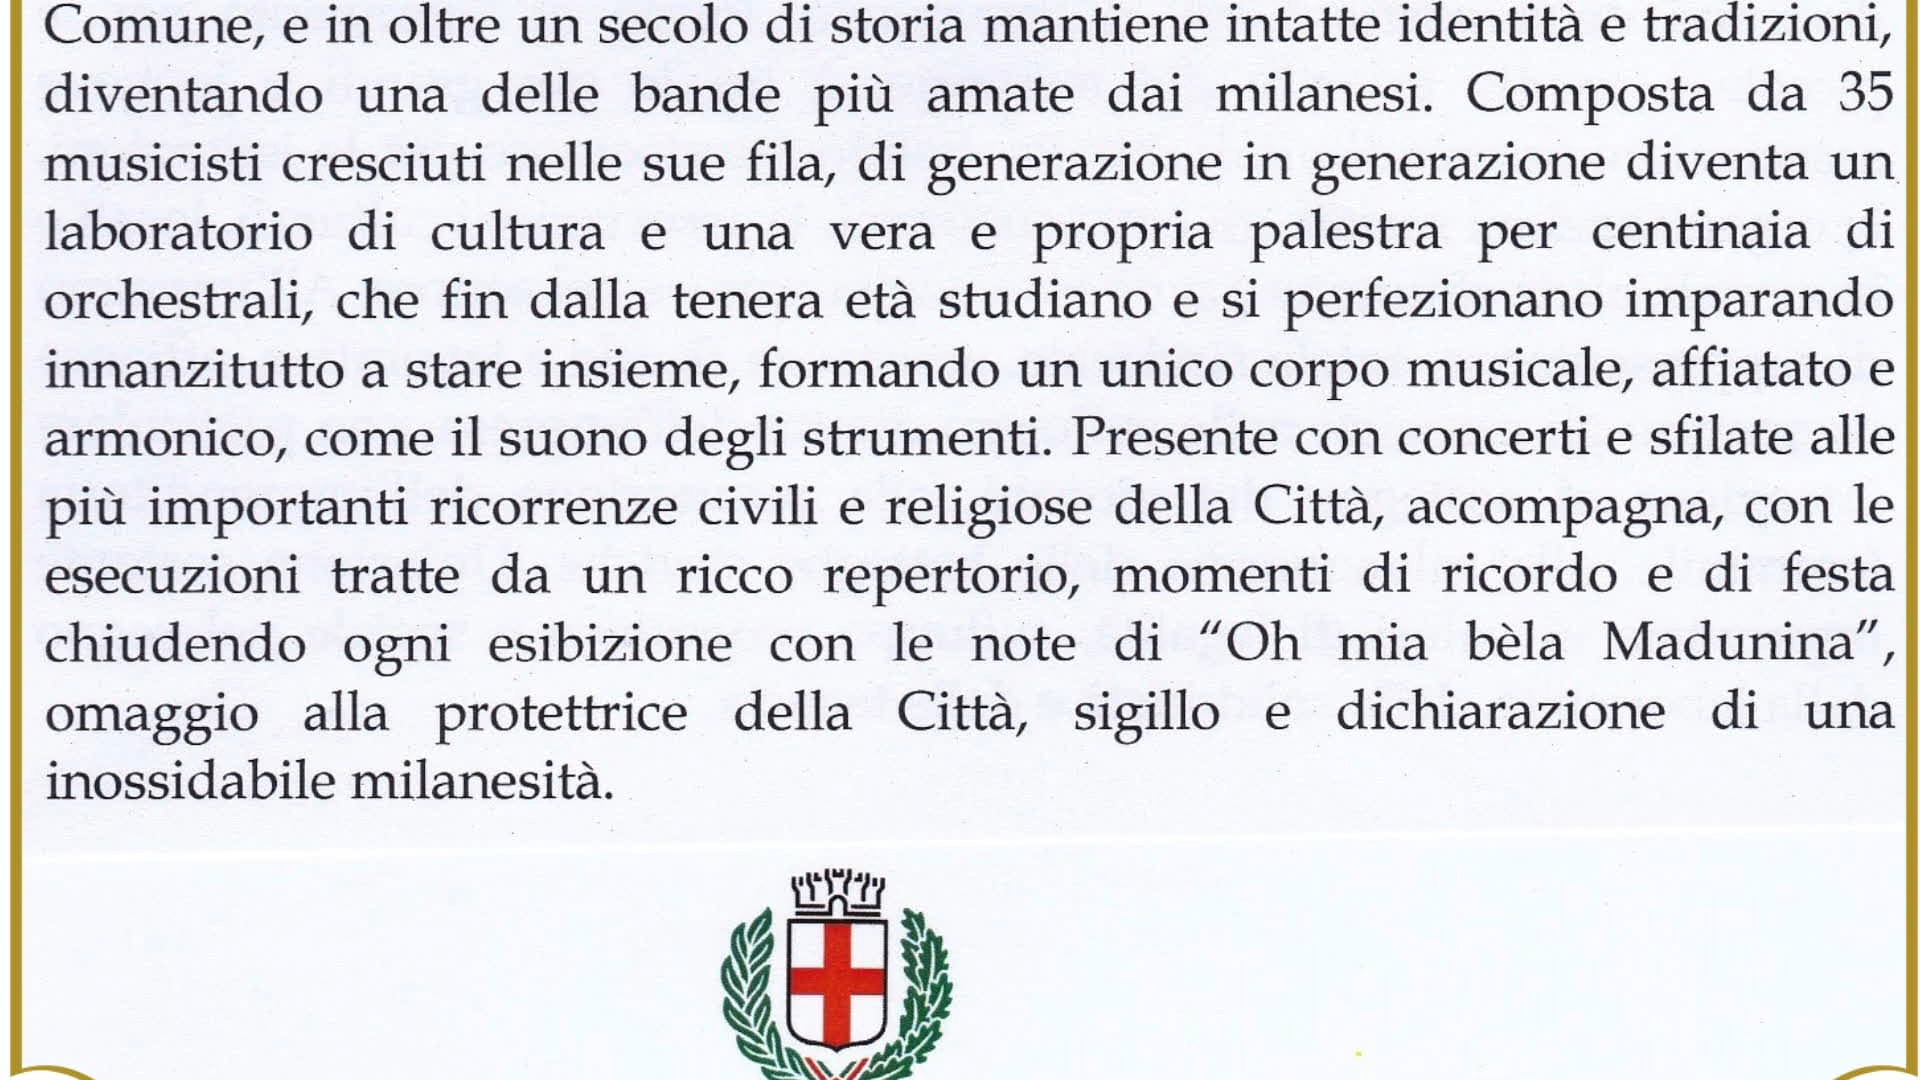 Comune, e in oltre un secolo di storia mantiene intatte identità e tradizioni,
diventando una delle bande più amate dai milanesi. Composta da 35
musicisti cresciuti nelle sue fila, di generazione in generazione diventa un
laboratorio di cultura e una vera e propria palestra per centinaia di
orchestrali, che fin dalla tenera età studiano e si perfezionano imparando
innanzitutto a stare insieme, formando un unico corpo musicale, affiatato e
armonico, come il suono degli strumenti. Presente con concerti e sfilate alle
più importanti ricorrenze civili e religiose della Città, accompagna, con le
esecuzioni tratte da un ricco repertorio, momenti di ricordo e di festa
chiudendo ogni esibizione con le note di “Oh mia bèla Madunina”,
omaggio alla protettrice della Città, sigillo e dichiarazione di una
inossidabile milanesità.